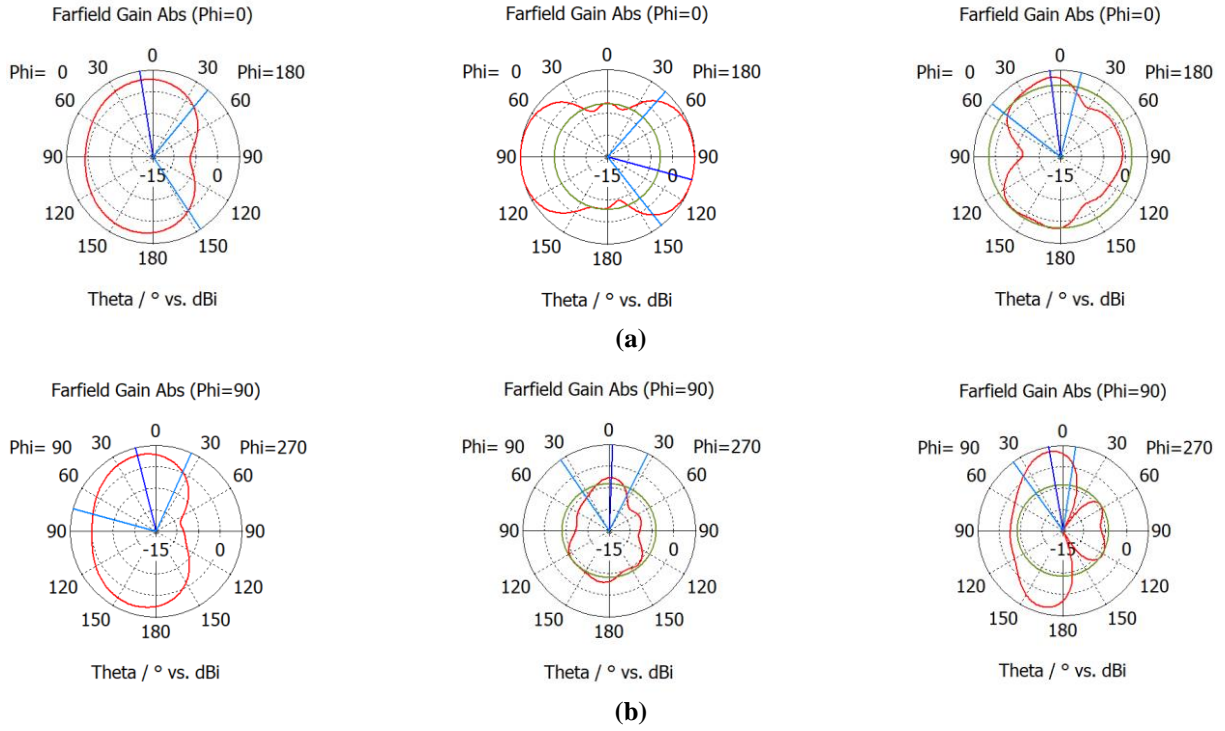 Farfield Gain Abs (Phi=0)
Farfield Gain Abs (Phi=0)
Farfield Gain Abs (Phi=0)
Phi= 0 30 0 30 Phi=180
60 60
90 -15 0 90
120 120
150 180 150
Theta / ° vs. dBi
Phi= 0 30 0 30 Phi=180
60 60
90 -15 0 90
120 120
150 180 150
Theta / ° vs. dBi
Phi= 0 30 0 30 Phi=180
60 60
90 -15 0 90
120 120
150 180 150
Theta / ° vs. dBi
(a)
Farfield Gain Abs (Phi=90)
Farfield Gain Abs (Phi=90)
Farfield Gain Abs (Phi=90)
Phi= 90 30 0 30 Phi=270
60 60
90 -15 0 90
120 120
150 180 150
Theta / ° vs. dBi
Phi= 90 30 0 30 Phi=270
60 60
90 -15 0 90
120 120
150 180 150
Theta / ° vs. dBi
Phi= 90 30 0 30 Phi=270
60 60
90 -15 0 90
120 120
150 180 150
Theta / ° vs. dBi
(b)